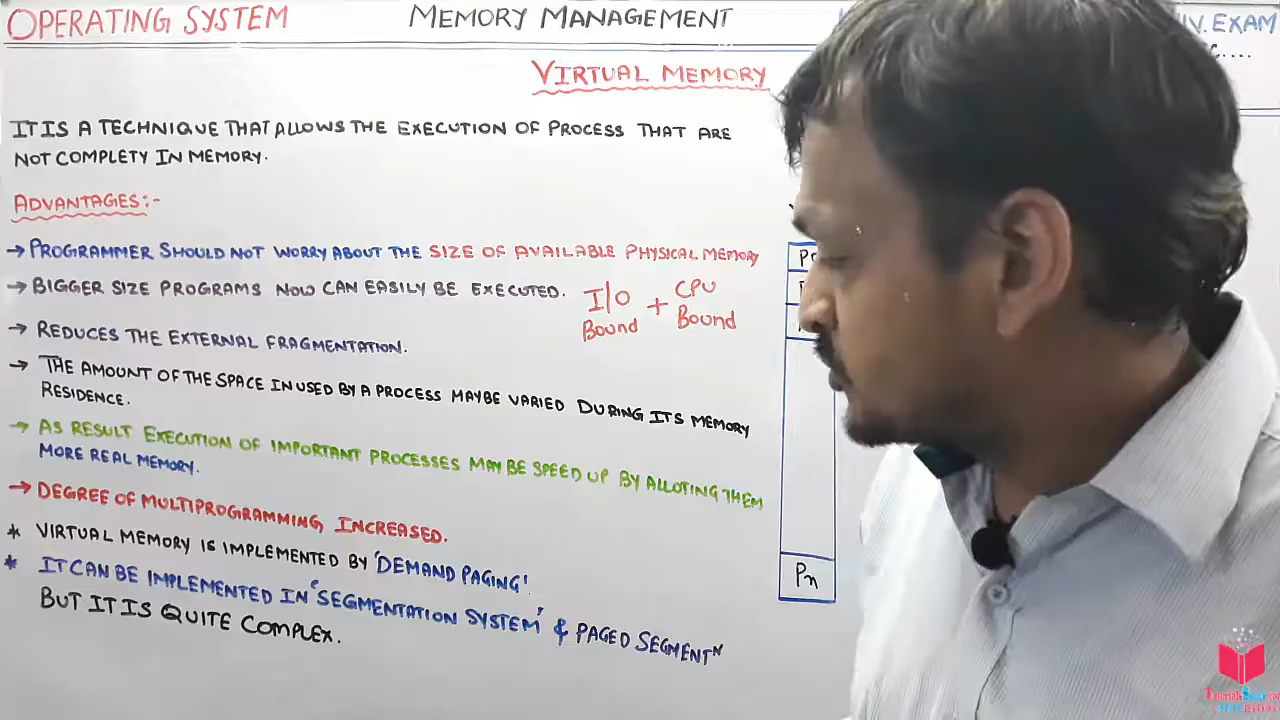 OPERATING SYSTEM
MEMORY MANAGEMENT
IV. EXAM
VIRTUAL MEMORY
IT IS A TECHNIQUE THAT ALLOWS THE EXECUTION OF PROCESS THAT ARE
NOT COMPLETY IN MEMORY.
ADVANTAGES:-
→ PROGRAMMER SHOULD NOT WORRY ABOUT THE SIZE OF AVAILABLE PHYSICAL MEMORY
→ BIGGER SIZE PROGRAMS NOW CAN EASILY BE EXECUTED.
I/O Bound + CPU Bound
→ REDUCES THE EXTERNAL FRAGMENTATION.
→ THE AMOUNT OF THE SPACE IN USED BY A PROCESS MAYBE VARIED DURING ITS MEMORY
RESIDENCE.
→ AS RESULT EXECUTION OF IMPORTANT PROCESSES MAY BE SPEED UP BY ALLOTING THEM
MORE REAL MEMORY.
→ DEGREE OF MULTIPROGRAMMING INCREASED.
* VIRTUAL MEMORY IS IMPLEMENTED BY 'DEMAND PAGING'
* IT CAN BE IMPLEMENTED IN 'SEGMENTATION SYSTEM' & PAGED SEGMENTᴺ
BUT IT IS QUITE COMPLEX.
Pn
TutorialsSpace.com